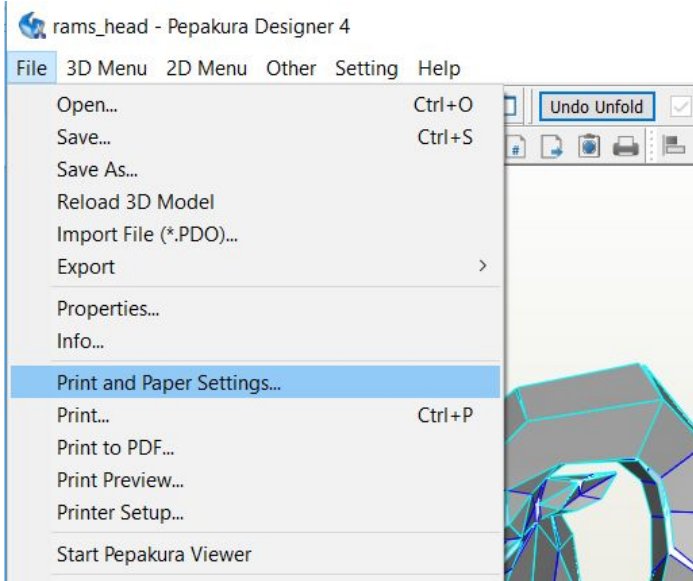 rams_head - Pepakura Designer 4
File 3D Menu 2D Menu Other Setting Help
Undo Unfold
Open... Ctrl+O
Save... Ctrl+S
Save As...
Reload 3D Model
Import File (*.PDO)...
Export >
Properties...
Info...
Print and Paper Settings...
Print... Ctrl+P
Print to PDF...
Print Preview...
Printer Setup...
Start Pepakura Viewer
#